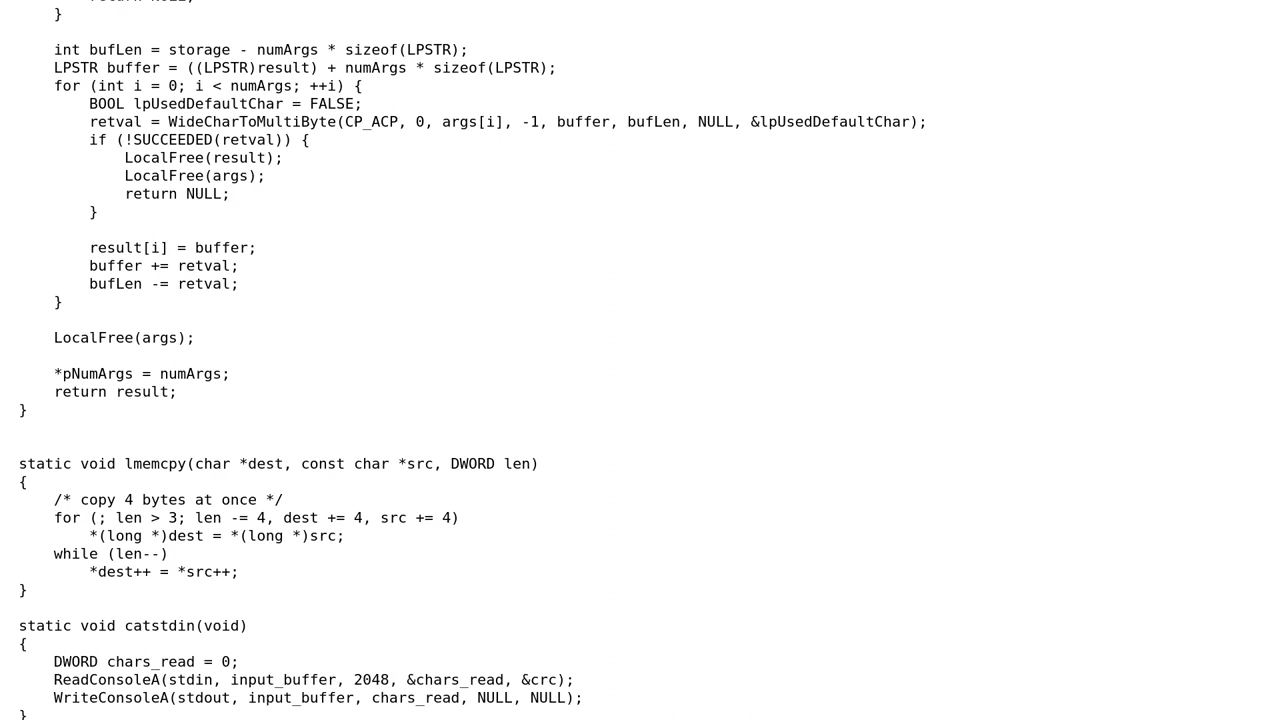 }

    int bufLen = storage - numArgs * sizeof(LPSTR);
    LPSTR buffer = ((LPSTR)result) + numArgs * sizeof(LPSTR);
    for (int i = 0; i < numArgs; ++i) {
        BOOL lpUsedDefaultChar = FALSE;
        retval = WideCharToMultiByte(CP_ACP, 0, args[i], -1, buffer, bufLen, NULL, &lpUsedDefaultChar);
        if (!SUCCEEDED(retval)) {
            LocalFree(result);
            LocalFree(args);
            return NULL;
        }

        result[i] = buffer;
        buffer += retval;
        bufLen -= retval;
    }

    LocalFree(args);

    *pNumArgs = numArgs;
    return result;
}


static void lmemcpy(char *dest, const char *src, DWORD len)
{
    /* copy 4 bytes at once */
    for (; len > 3; len -= 4, dest += 4, src += 4)
        *(long *)dest = *(long *)src;
    while (len--)
        *dest++ = *src++;
}

static void catstdin(void)
{
    DWORD chars_read = 0;
    ReadConsoleA(stdin, input_buffer, 2048, &chars_read, &crc);
    WriteConsoleA(stdout, input_buffer, chars_read, NULL, NULL);
}